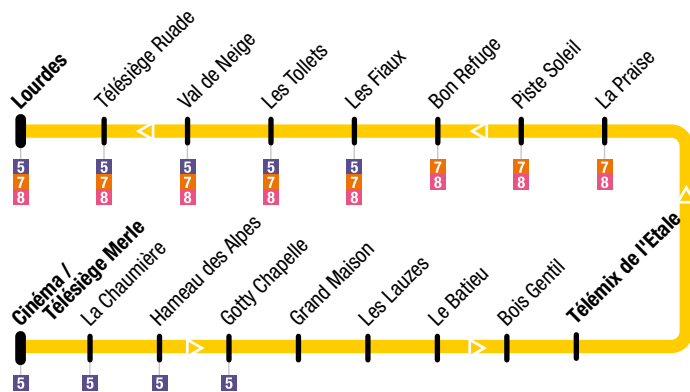 Lourdes
Télésiège Ruade
Val de Neige
Les Tollets
Les Fiaux
Bon Refuge
Piste Soleil
La Praise
5 5 5 5 5 7 7 7
7 7 7 7 7 8 8 8
8 8 8 8 8
Cinéma /
Télésiège Merle
La Chaumière
Hameau des Alpes
Gotty Chapelle
Grand Maison
Les Lauzes
Le Batieu
Bois Gentil
Télémix de l'Etale
5 5 5 5